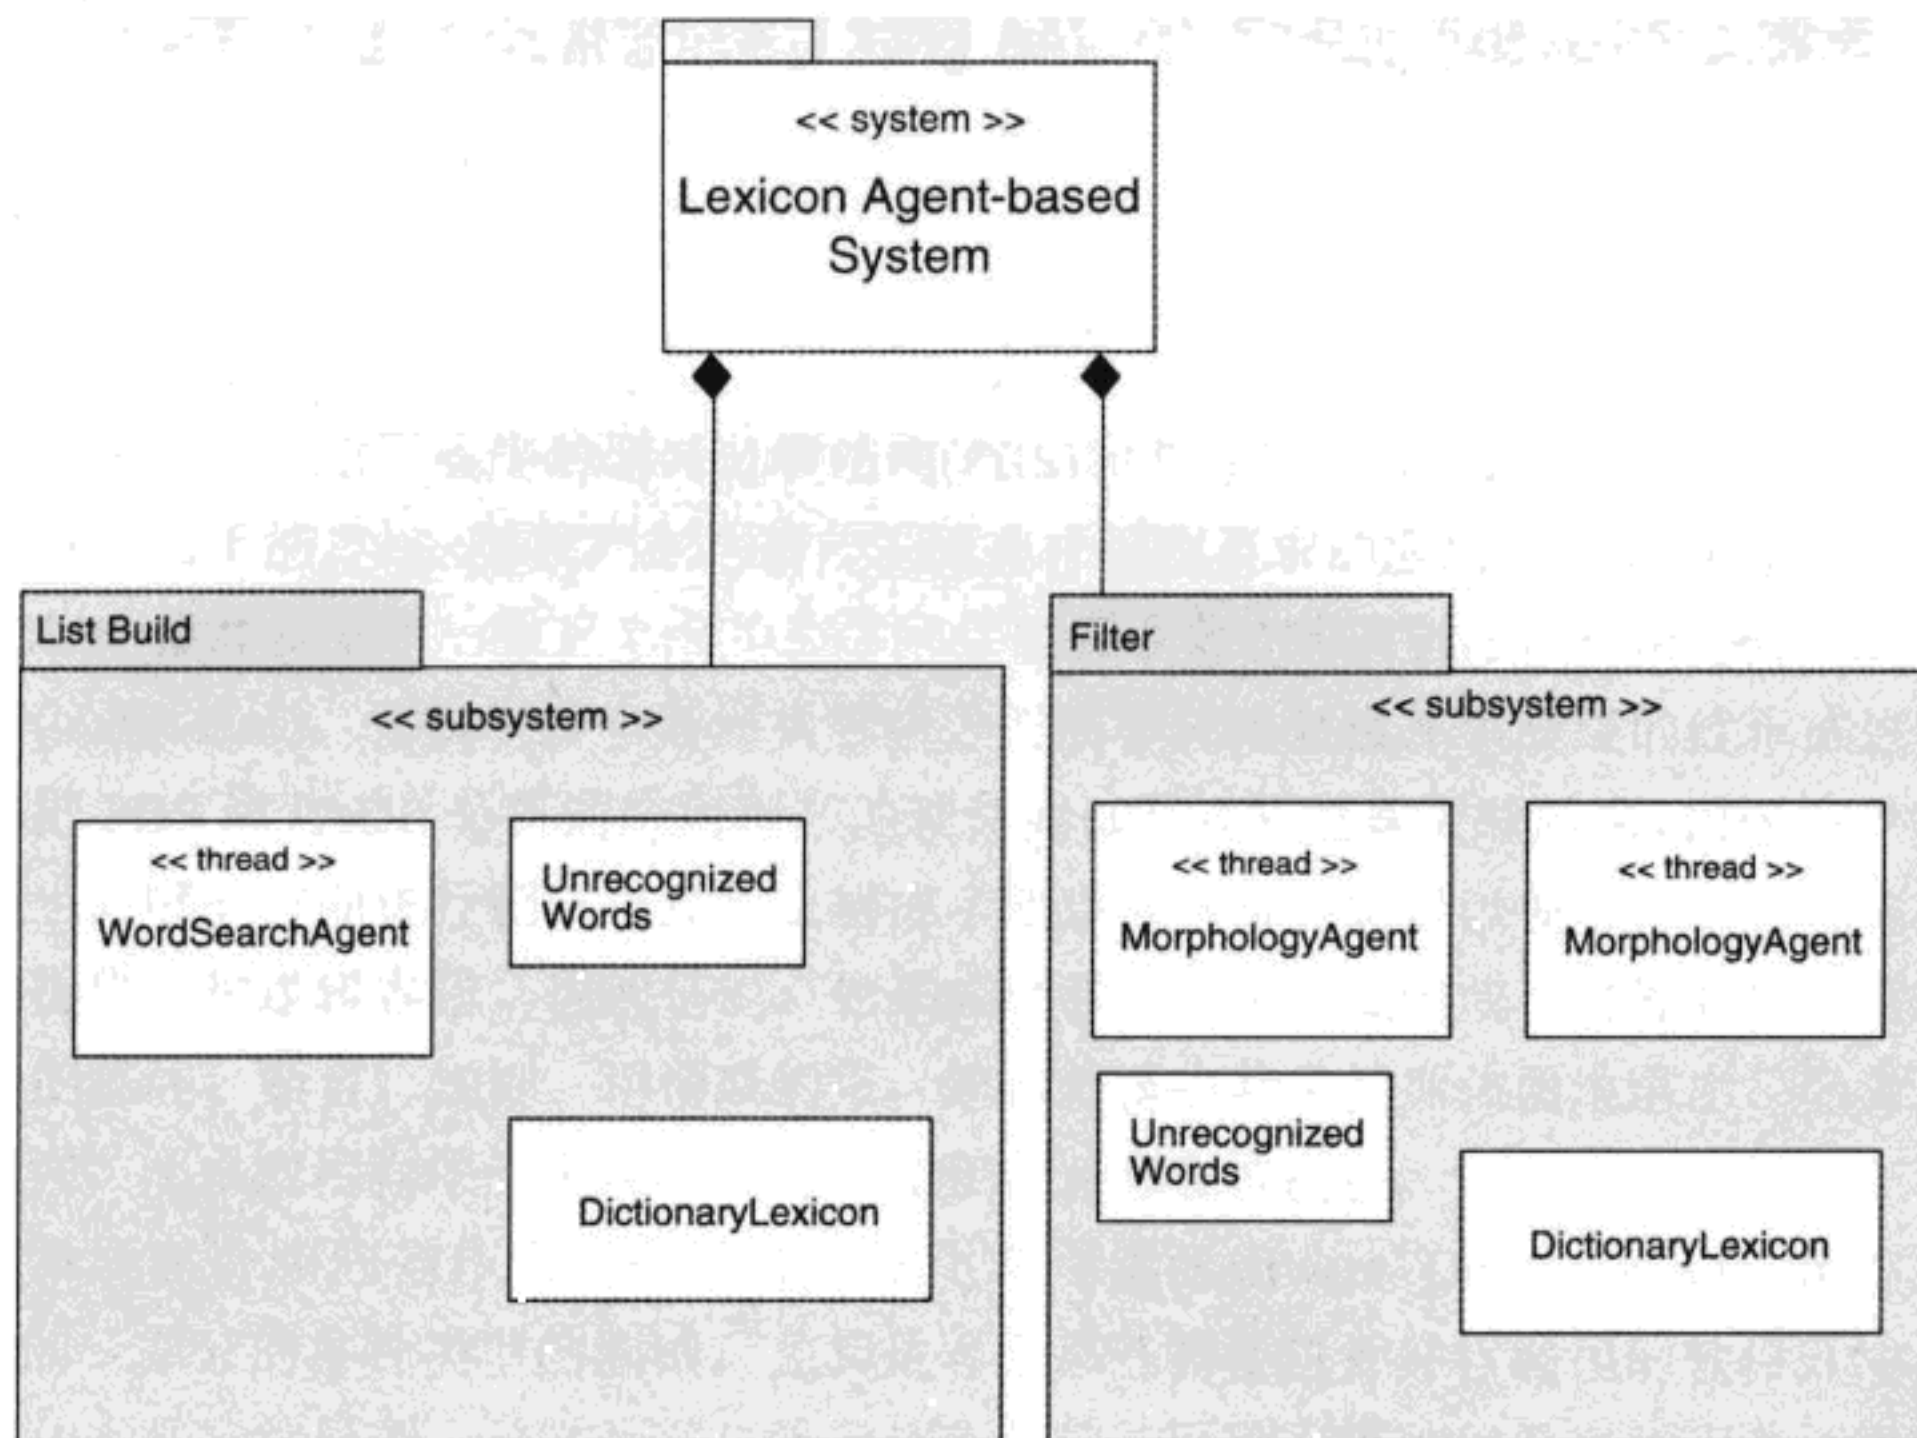 << system >>
Lexicon Agent-based
System
List Build
<< subsystem >>
<< thread >>
WordSearchAgent
Unrecognized
Words
DictionaryLexicon
Filter
<< subsystem >>
<< thread >>
MorphologyAgent
<< thread >>
MorphologyAgent
Unrecognized
Words
DictionaryLexicon